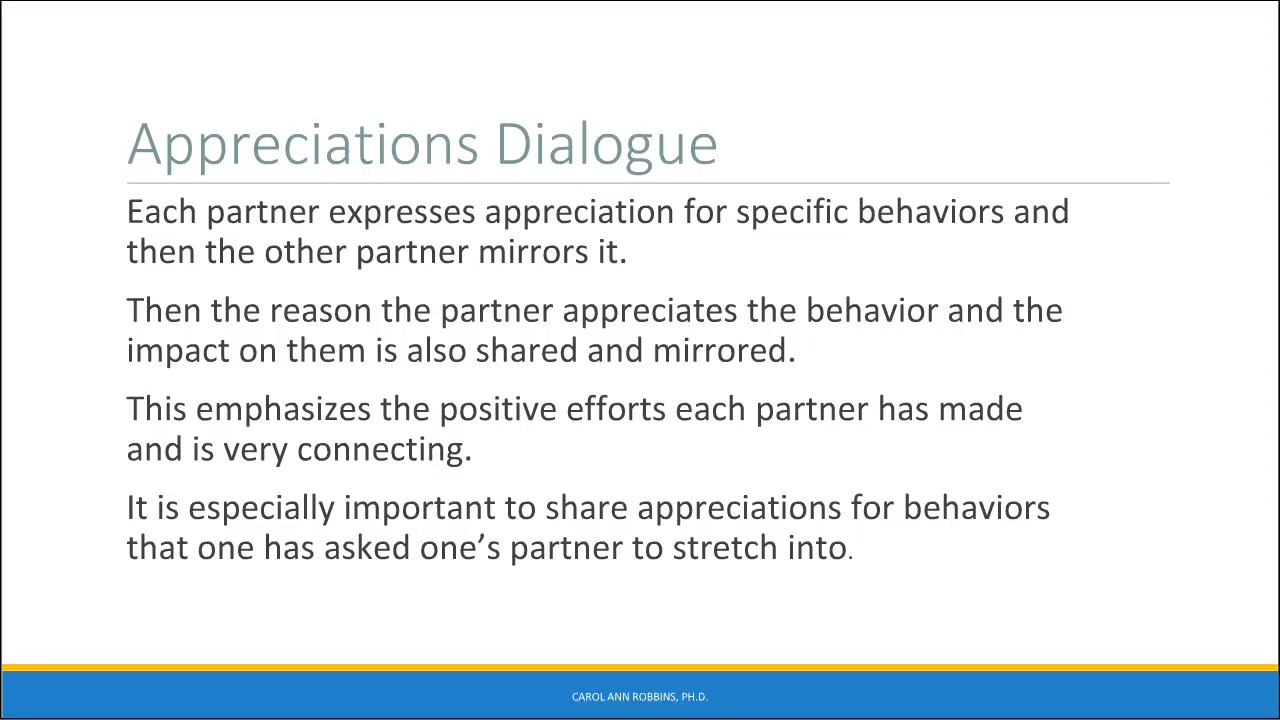 Appreciations Dialogue
Each partner expresses appreciation for specific behaviors and
then the other partner mirrors it.
Then the reason the partner appreciates the behavior and the
impact on them is also shared and mirrored.
This emphasizes the positive efforts each partner has made
and is very connecting.
It is especially important to share appreciations for behaviors
that one has asked one’s partner to stretch into.
CAROL ANN ROBBINS, PH.D.